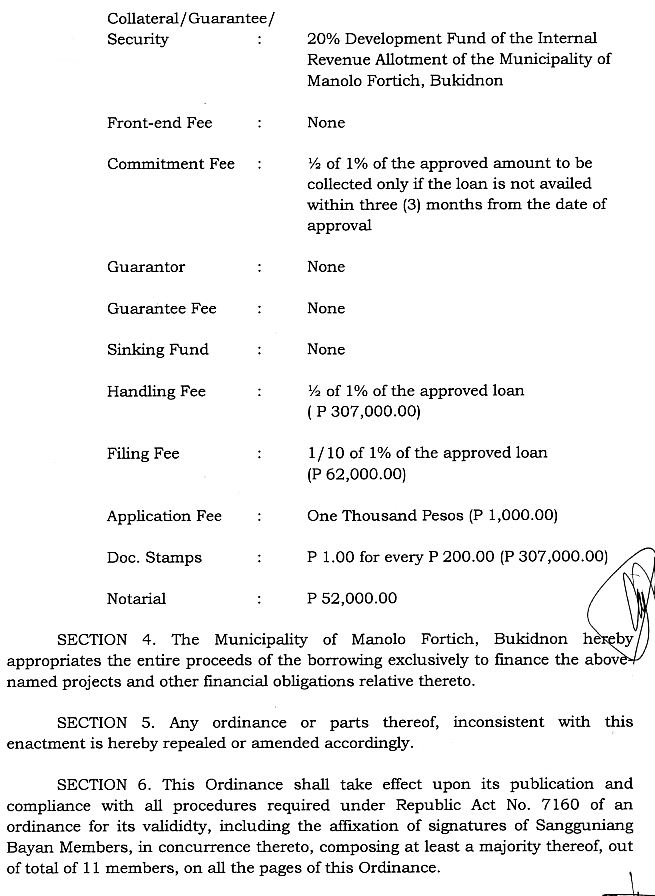 Collateral/Guarantee/
Security : 20% Development Fund of the Internal
Revenue Allotment of the Municipality of
Manolo Fortich, Bukidnon
Front-end Fee : None
Commitment Fee : ½ of 1% of the approved amount to be
collected only if the loan is not availed
within three (3) months from the date of
approval
Guarantor : None
Guarantee Fee : None
Sinking Fund : None
Handling Fee : ½ of 1% of the approved loan
( P 307,000.00)
Filing Fee : 1/10 of 1% of the approved loan
(P 62,000.00)
Application Fee : One Thousand Pesos (P 1,000.00)
Doc. Stamps : P 1.00 for every P 200.00 (P 307,000.00)
Notarial : P 52,000.00
SECTION 4. The Municipality of Manolo Fortich, Bukidnon hereby
appropriates the entire proceeds of the borrowing exclusively to finance the above-
named projects and other financial obligations relative thereto.
SECTION 5. Any ordinance or parts thereof, inconsistent with this
enactment is hereby repealed or amended accordingly.
SECTION 6. This Ordinance shall take effect upon its publication and
compliance with all procedures required under Republic Act No. 7160 of an
ordinance for its valididty, including the affixation of signatures of Sangguniang
Bayan Members, in concurrence thereto, composing at least a majority thereof, out
of total of 11 members, on all the pages of this Ordinance.